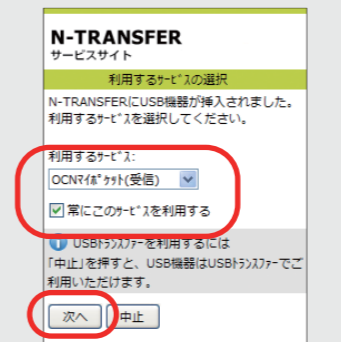 N-TRANSFER
サービスサイト
利用するｻｰﾋﾞｽの選択
N-TRANSFERにUSB機器が挿入されました。
利用するｻｰﾋﾞｽを選択してください。
利用するｻｰﾋﾞｽ:
OCNﾏｲﾎﾟｹｯﾄ(受信)
常にこのｻｰﾋﾞｽを利用する
USBﾄﾗﾝｽﾌｧｰを利用するには
「中止」を押すと、USB機器はUSBﾄﾗﾝｽﾌｧｰでご
利用いただけます。
次へ 中止